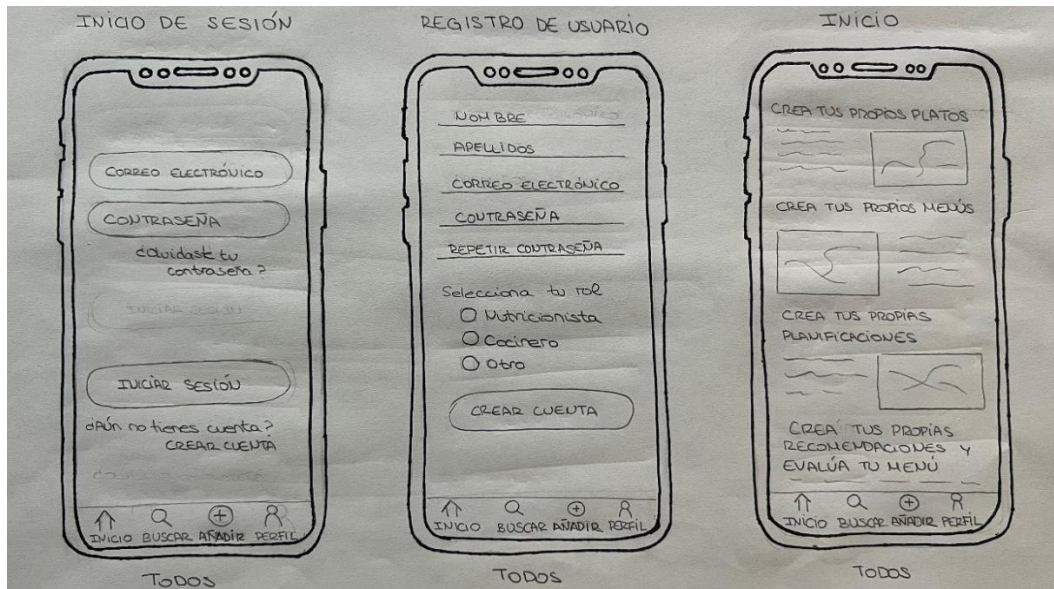 INICIO DE SESIÓN
CORREO ELECTRÓNICO
CONTRASEÑA
¿Olvidaste tu
contraseña?
INICIAR SESIÓN
INICIAR SESIÓN
¿Aún no tienes cuenta?
CREAR CUENTA
INICIO BUSCAR AÑADIR PERFIL
TODOS
REGISTRO DE USUARIO
NOMBRE
APELLIDOS
CORREO ELECTRÓNICO
CONTRASEÑA
REPETIR CONTRASEÑA
Selecciona tu rol
Nutricionista
Cocinero
Otro
CREAR CUENTA
INICIO BUSCAR AÑADIR PERFIL
TODOS
INICIO
CREA TUS PROPIOS PLATOS
CREA TUS PROPIOS MENÚS
CREA TUS PROPIAS
PLANIFICACIONES
CREA TUS PROPIAS
RECOMENDACIONES Y
EVALÚA TU MENÚ
INICIO BUSCAR AÑADIR PERFIL
TODOS